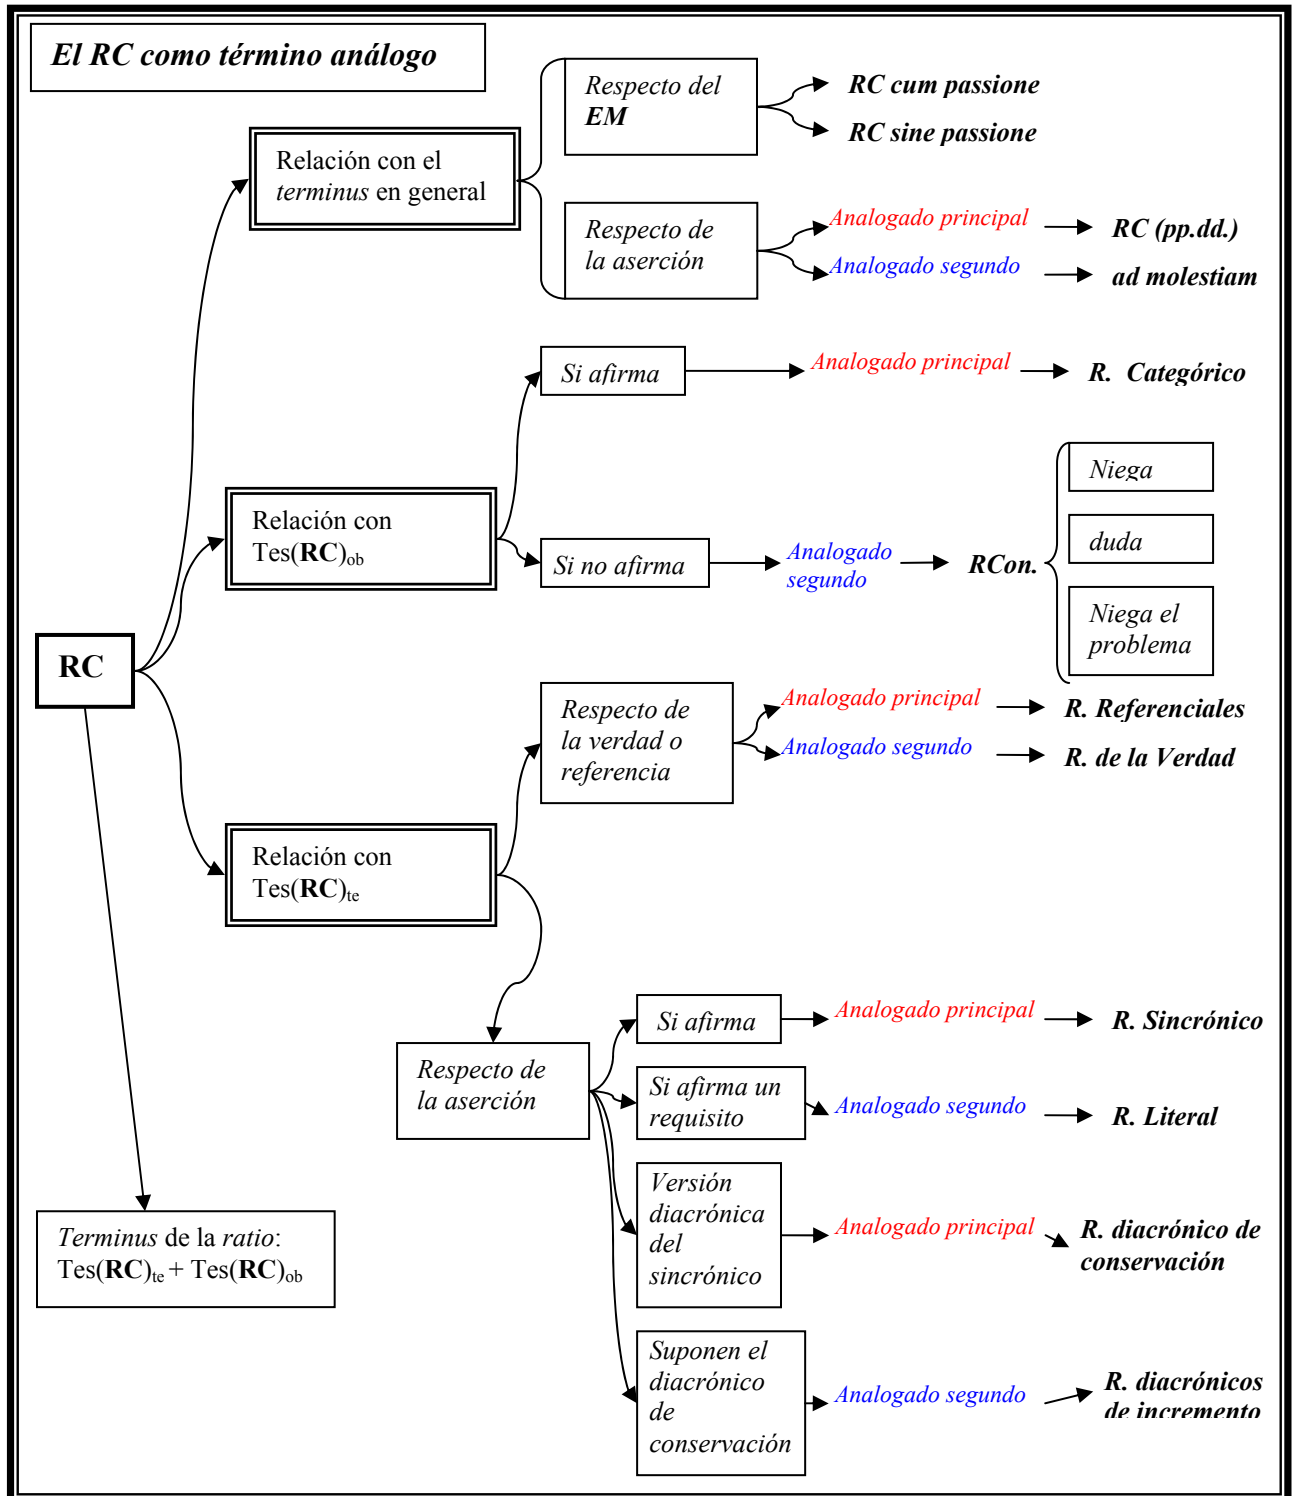 El RC como término análogo
Respecto del
EM
RC cum passione
RC sine passione
Relación con el
terminus en general
Respecto de
la aserción
Analogado principal
RC (pp.dd.)
Analogado segundo
ad molestiam
Si afirma
Analogado principal
R. Categórico
Relación con
Tes(RC)ob
Si no afirma
Analogado
segundo
RCon.
Niega
duda
Niega el
problema
RC
Respecto de
la verdad o
referencia
Analogado principal
R. Referenciales
Analogado segundo
R. de la Verdad
Relación con
Tes(RC)te
Respecto de
la aserción
Si afirma
Analogado principal
R. Sincrónico
Si afirma un
requisito
Analogado segundo
R. Literal
Versión
diacrónica
del
sincrónico
Analogado principal
R. diacrónico de
conservación
Terminus de la ratio:
Tes(RC)te + Tes(RC)ob
Suponen el
diacrónico
de
conservación
Analogado segundo
R. diacrónicos
de incremento